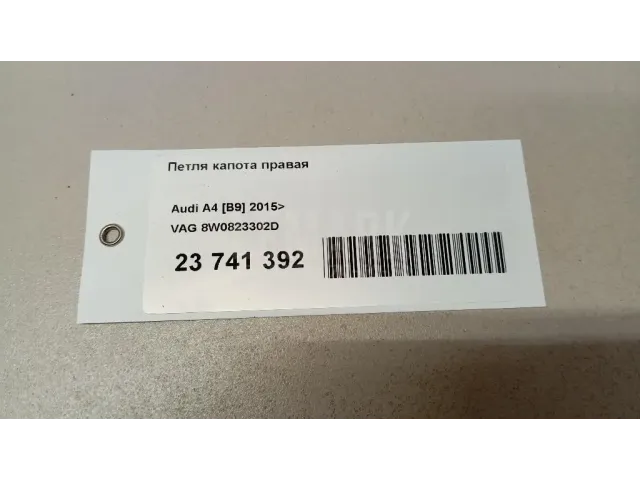 Петля капота правая
Audi A4 [B9] 2015>
VAG 8W0823302D
23 741 392